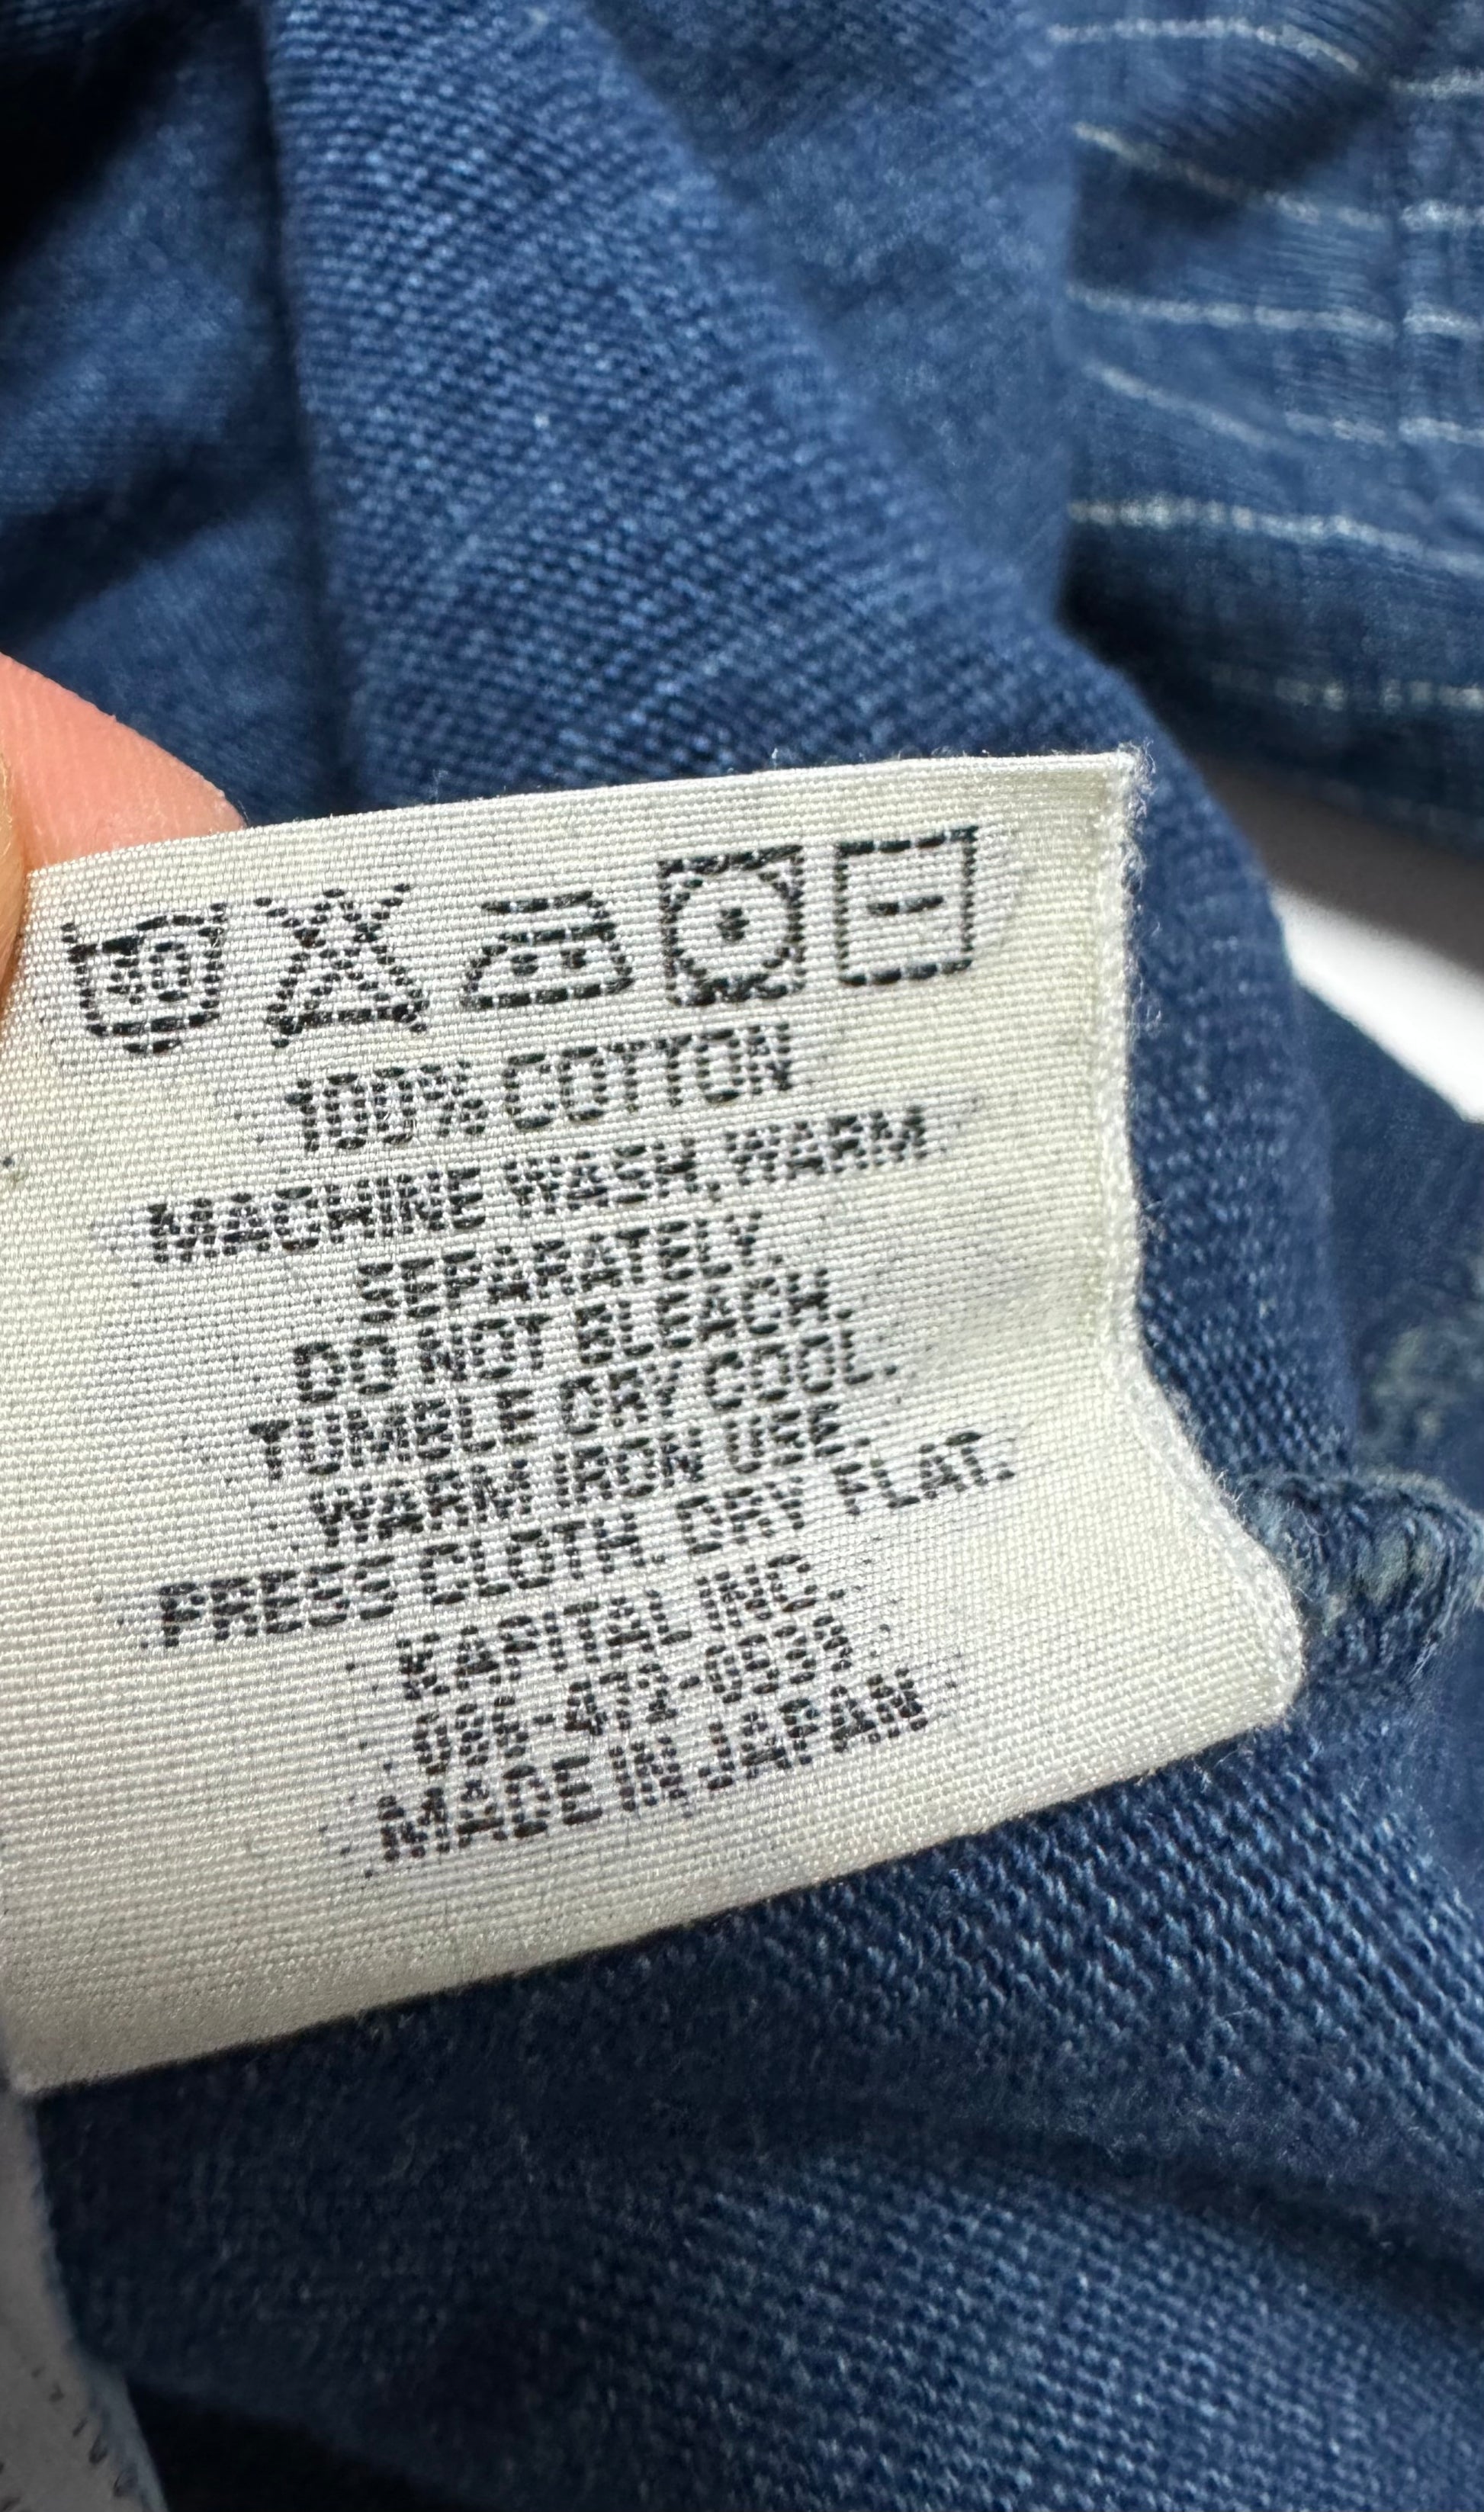 40
100% COTTON
MACHINE WASH, WARM
SEPARATELY.
DO NOT BLEACH.
TUMBLE DRY COOL.
WARM IRON USE
PRESS CLOTH. DRY FLAT.
KAPITAL INC.
MADE IN JAPAN